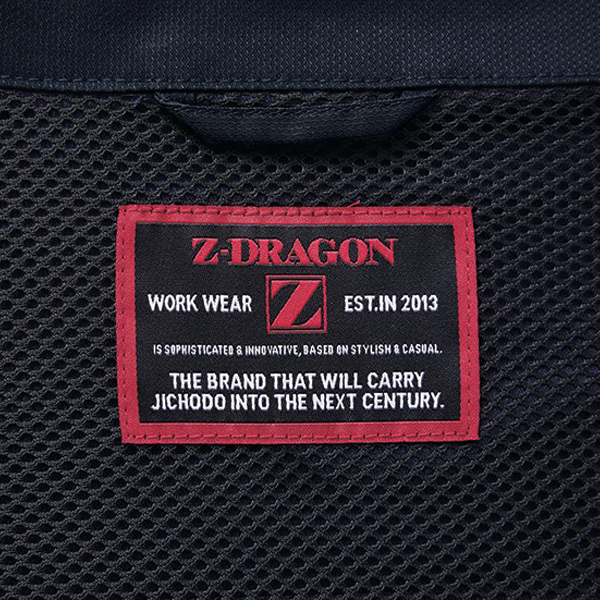 Z-DRAGON
WORK WEAR Z EST.IN 2013
IS SOPHISTICATED & INNOVATIVE, BASED ON STYLISH & CASUAL.
THE BRAND THAT WILL CARRY
JICHODO INTO THE NEXT CENTURY.